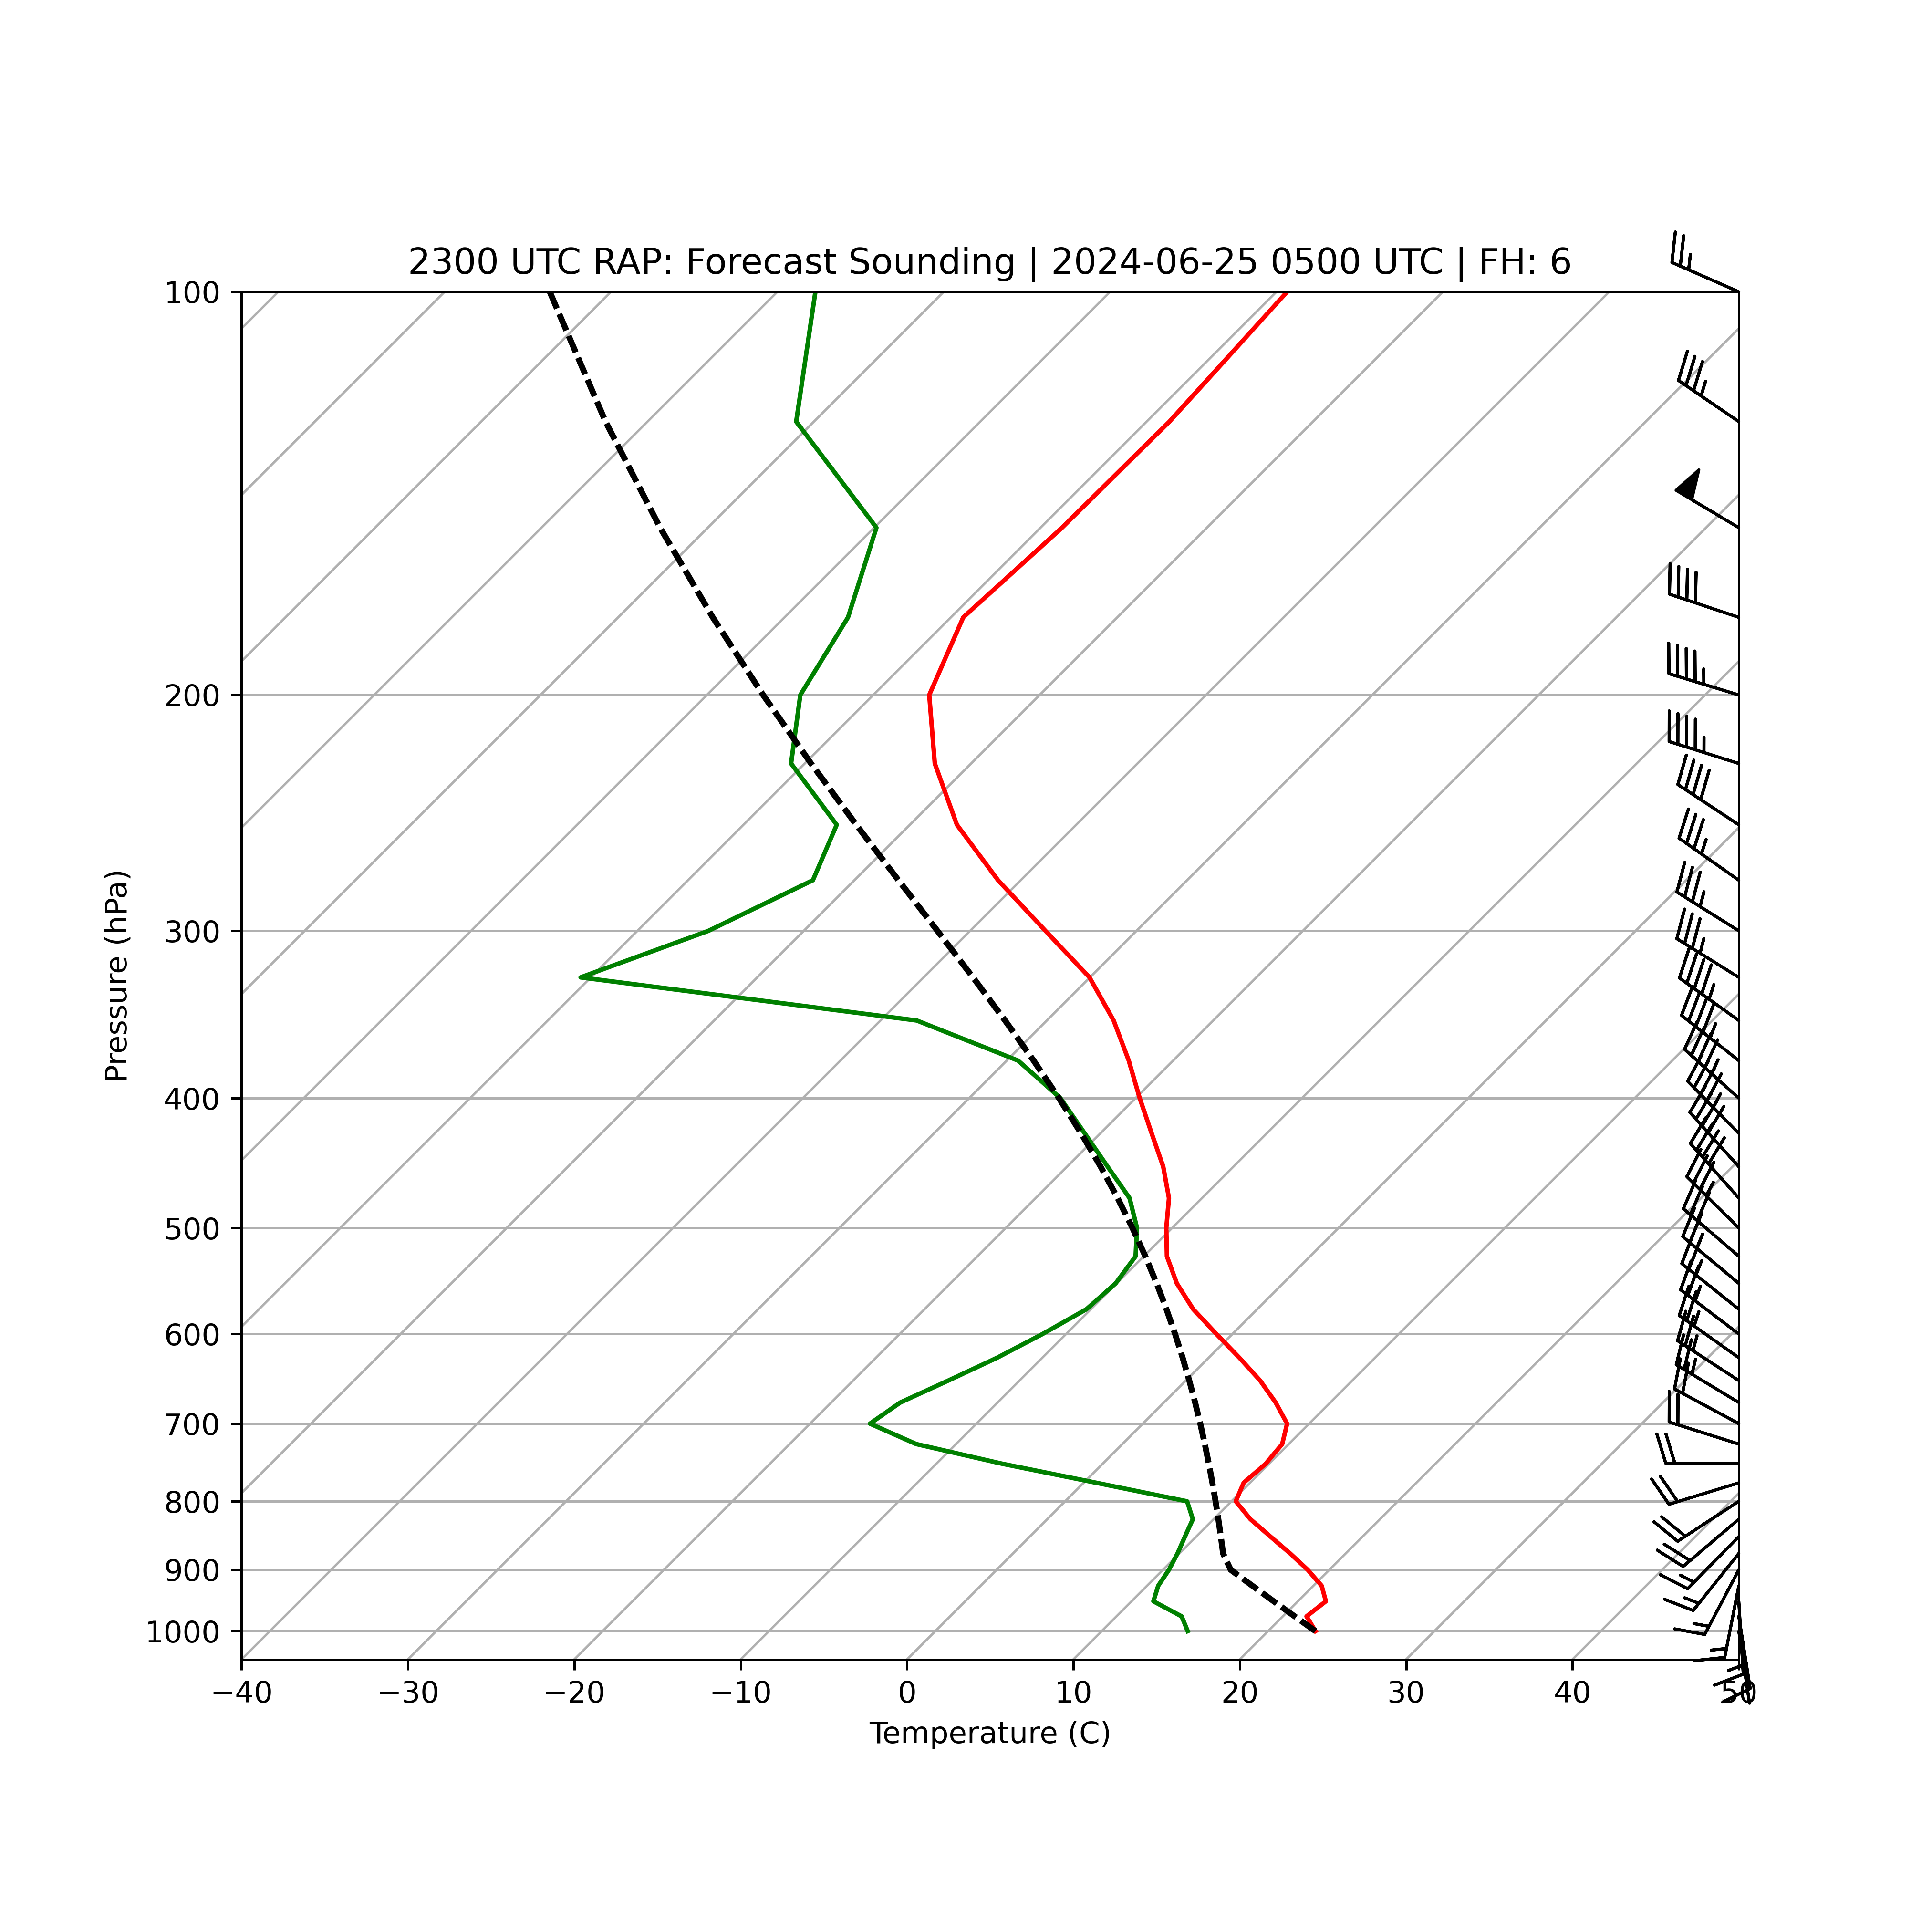 2300 UTC RAP: Forecast Sounding | 2024-06-25 0500 UTC | FH: 6
100
200
300
400
500
600
700
800
900
1000
Pressure (hPa)
−40 −30 −20 −10 0 10 20 30 40 50
Temperature (C)